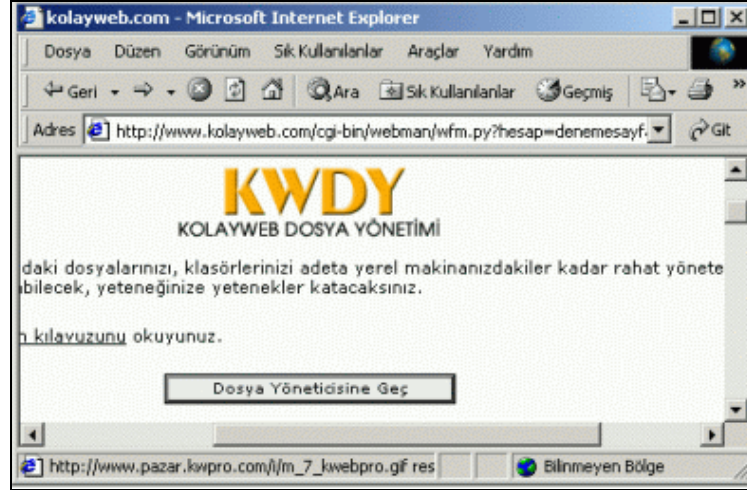 kolayweb.com - Microsoft Internet Explorer
Dosya Düzen Görünüm Sık Kullanılanlar Araçlar Yardım
Geri Ara Sık Kullanılanlar Geçmiş »
Adres http://www.kolayweb.com/cgi-bin/webman/wfm.py?hesap=denemesayf. Git
KWDY
KOLAYWEB DOSYA YÖNETİMİ
daki dosyalarınızı, klasörlerinizi adeta yerel makinanızdakiler kadar rahat yönete
abilecek, yeteneğinize yetenekler katacaksınız.
n kılavuzunu okuyunuz.
Dosya Yöneticisine Geç
http://www.pazar.kwpro.com/i/m_7_kwebpro.gif res Bilinmeyen Bölge